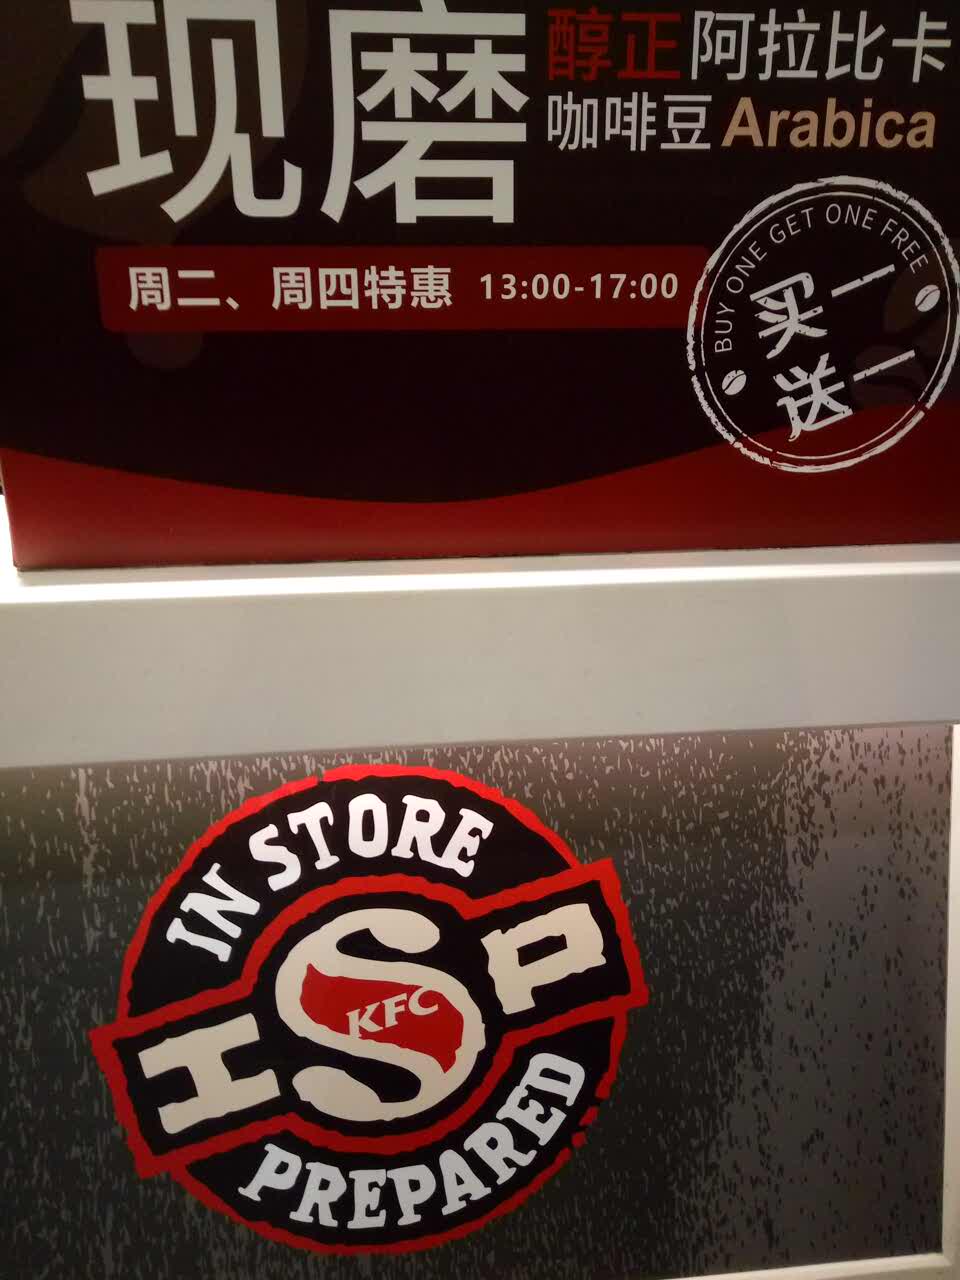 现磨
醇正阿拉比卡
咖啡豆 Arabica
周二、周四特惠 13:00-17:00
BUY ONE GET ONE FREE
买一
送一
IN STORE
HSP
KFC
PREPARED